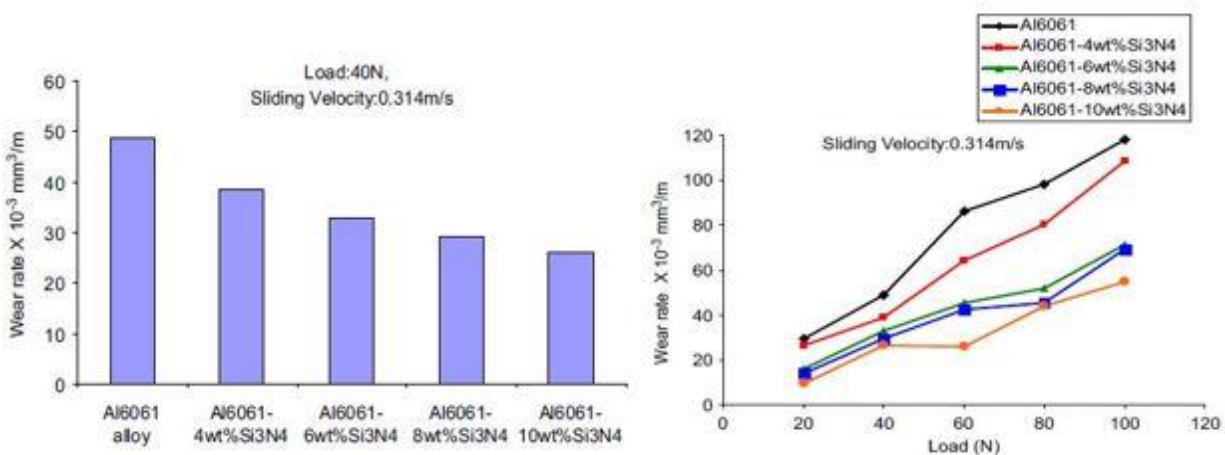 Load:40N,
Sliding Velocity:0.314m/s
Wear rate X 10⁻³ mm³/m
60
50
40
30
20
10
0
Al6061
alloy
Al6061-
4wt%Si3N4
Al6061-
6wt%Si3N4
Al6061-
8wt%Si3N4
Al6061-
10wt%Si3N4
Al6061
Al6061-4wt%Si3N4
Al6061-6wt%Si3N4
Al6061-8wt%Si3N4
Al6061-10wt%Si3N4
Sliding Velocity:0.314m/s
Wear rate X 10⁻³ mm³/m
120
100
80
60
40
20
0
0 20 40 60 80 100 120
Load (N)